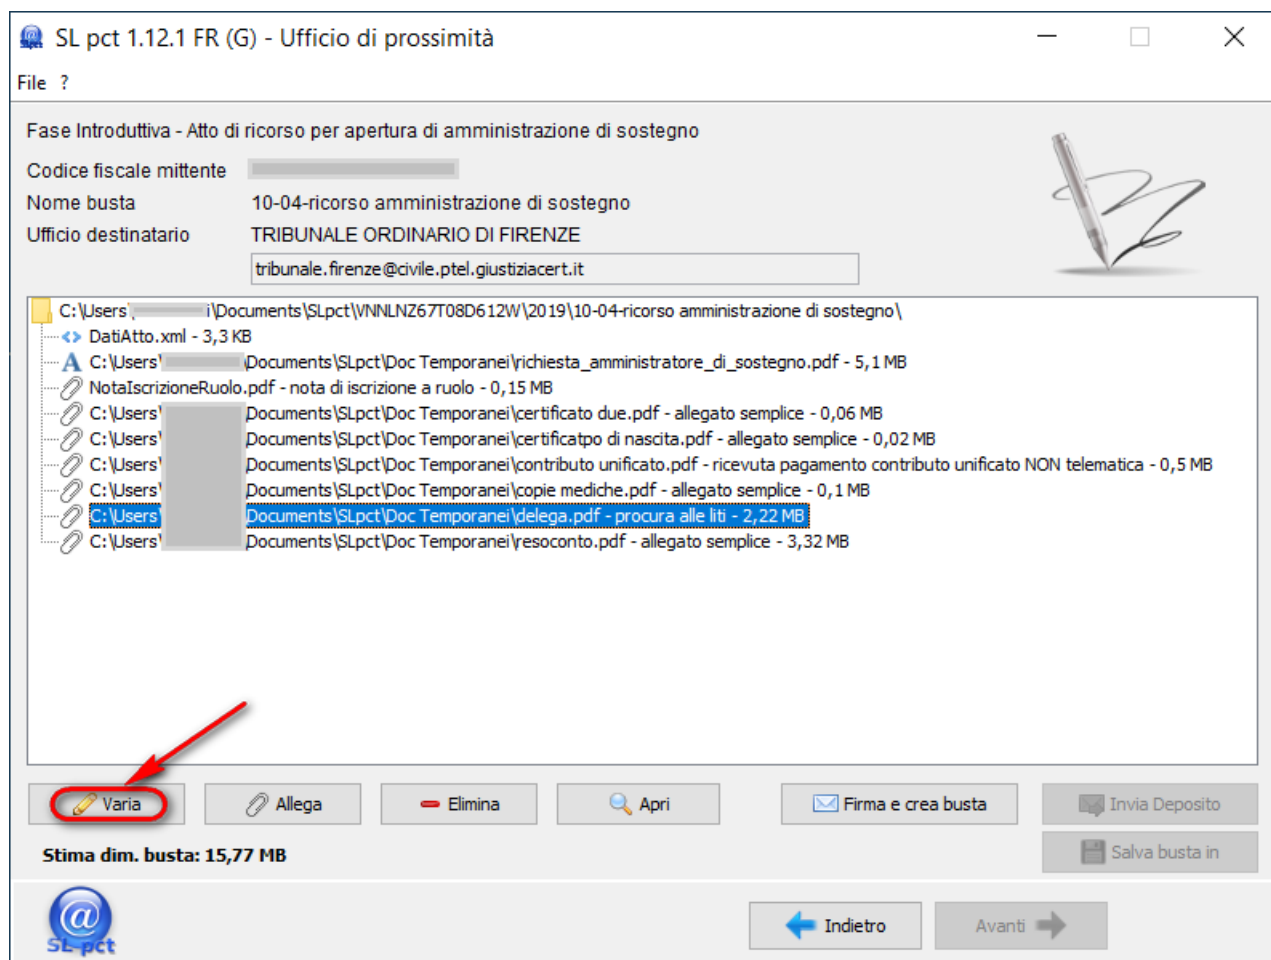 SL pct 1.12.1 FR (G) - Ufficio di prossimità
File ?
Fase Introduttiva - Atto di ricorso per apertura di amministrazione di sostegno
Codice fiscale mittente
Nome busta 10-04-ricorso amministrazione di sostegno
Ufficio destinatario TRIBUNALE ORDINARIO DI FIRENZE
tribunale.firenze@civile.ptel.giustiziacert.it
C:\Users\ i\Documents\SLpct\VNNLNZ67T08D612W\2019\10-04-ricorso amministrazione di sostegno\
DatiAtto.xml - 3,3 KB
A C:\Users\ \Documents\SLpct\Doc Temporanei\richiesta_amministratore_di_sostegno.pdf - 5,1 MB
NotaIscrizioneRuolo.pdf - nota di iscrizione a ruolo - 0,15 MB
C:\Users\ \Documents\SLpct\Doc Temporanei\certificato due.pdf - allegato semplice - 0,06 MB
C:\Users\ \Documents\SLpct\Doc Temporanei\certificatpo di nascita.pdf - allegato semplice - 0,02 MB
C:\Users\ \Documents\SLpct\Doc Temporanei\contributo unificato.pdf - ricevuta pagamento contributo unificato NON telematica - 0,5 MB
C:\Users\ \Documents\SLpct\Doc Temporanei\copie mediche.pdf - allegato semplice - 0,1 MB
C:\Users\ \Documents\SLpct\Doc Temporanei\delega.pdf - procura alle liti - 2,22 MB
C:\Users\ \Documents\SLpct\Doc Temporanei\resoconto.pdf - allegato semplice - 3,32 MB
Varia Allega Elimina Apri Firma e crea busta Invia Deposito
Stima dim. busta: 15,77 MB Salva busta in
@ SL pct Indietro Avanti